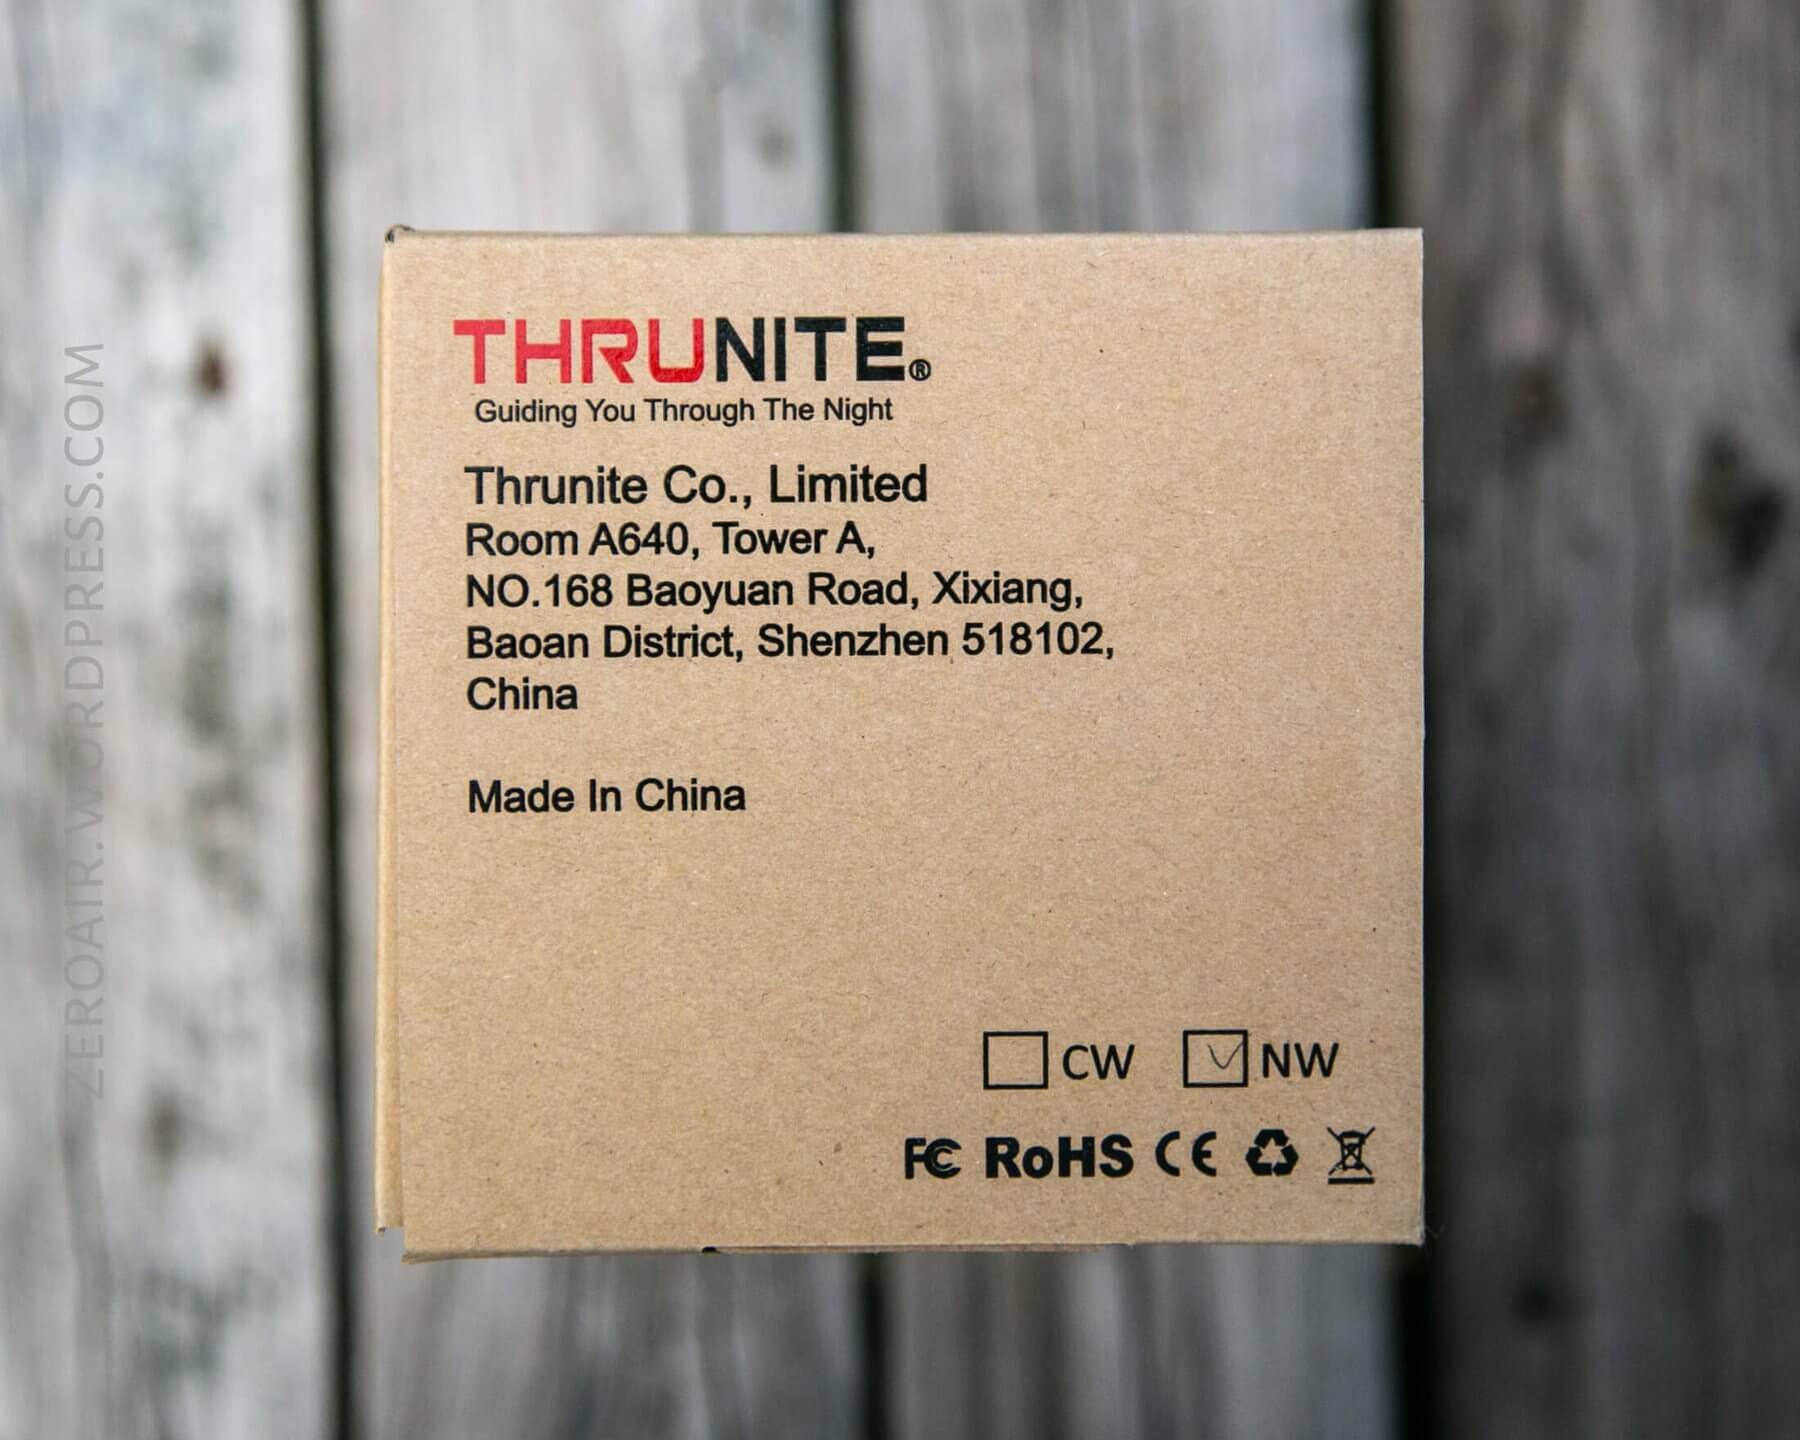 THRUNITE®
Guiding You Through The Night
Thrunite Co., Limited
Room A640, Tower A,
NO.168 Baoyuan Road, Xixiang,
Baoan District, Shenzhen 518102,
China
Made In China
CW NW
FC RoHS CE
ZEROAIR.WORDPRESS.COM